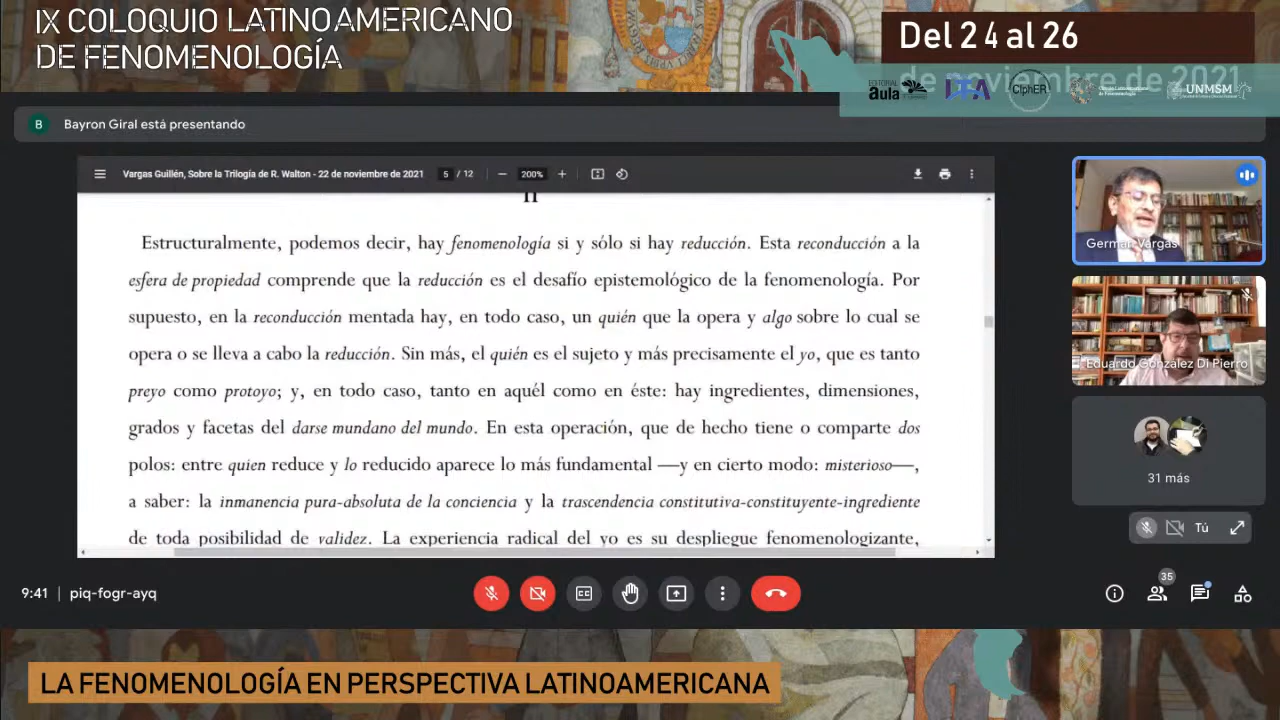 IX COLOQUIO LATINOAMERICANO
DE FENOMENOLOGÍA
Del 24 al 26
de noviembre de 2021
EDITORIAL
aula
CIphER
UNMSM
B Bayron Giral está presentando
Vargas Guillén, Sobre la Trilogía de R. Walton - 22 de noviembre de 2021 5 / 12 — 200% +
II
Estructuralmente, podemos decir, hay fenomenología si y sólo si hay reducción. Esta reconducción a la
esfera de propiedad comprende que la reducción es el desafío epistemológico de la fenomenología. Por
supuesto, en la reconducción mentada hay, en todo caso, un quién que la opera y algo sobre lo cual se
opera o se lleva a cabo la reducción. Sin más, el quién es el sujeto y más precisamente el yo, que es tanto
preyo como protoyo; y, en todo caso, tanto en aquél como en éste: hay ingredientes, dimensiones,
grados y facetas del darse mundano del mundo. En esta operación, que de hecho tiene o comparte dos
polos: entre quien reduce y lo reducido aparece lo más fundamental —y en cierto modo: misterioso—,
a saber: la inmanencia pura-absoluta de la conciencia y la trascendencia constitutiva-constituyente-ingrediente
de toda posibilidad de validez. La experiencia radical del yo es su despliegue fenomenologizante,
Germán Vargas
Eduardo González Di Pierro
31 más
Tú
9:41 | piq-fogr-ayq
35
LA FENOMENOLOGÍA EN PERSPECTIVA LATINOAMERICANA